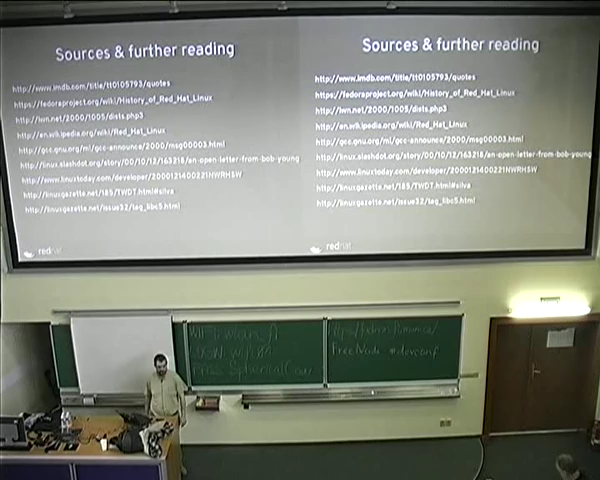 Sources & further reading
http://www.imdb.com/title/tt0105793/quotes
https://fedoraproject.org/wiki/History_of_Red_Hat_Linux
http://lwn.net/2000/1005/dists.php3
http://en.wikipedia.org/wiki/Red_Hat_Linux
http://gcc.gnu.org/ml/gcc-announce/2000/msg00003.html
http://linux.slashdot.org/story/00/10/12/163218/an-open-letter-from-bob-young
http://www.linuxtoday.com/developer/2000121400221NWRHSW
http://linuxgazette.net/185/TWDT.html#silva
http://linuxgazette.net/issue32/tag_libc5.html
redhat
Sources & further reading
http://www.imdb.com/title/tt0105793/quotes
https://fedoraproject.org/wiki/History_of_Red_Hat_Linux
http://lwn.net/2000/1005/dists.php3
http://en.wikipedia.org/wiki/Red_Hat_Linux
http://gcc.gnu.org/ml/gcc-announce/2000/msg00003.html
http://linux.slashdot.org/story/00/10/12/163218/an-open-letter-from-bob-young
http://www.linuxtoday.com/developer/2000121400221NWRHSW
http://linuxgazette.net/185/TWDT.html#silva
http://linuxgazette.net/issue32/tag_libc5.html
redhat
FreeNode #devconf